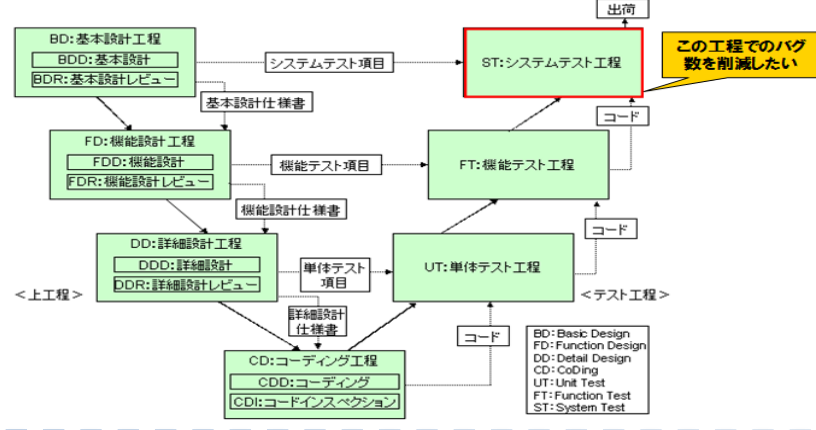 出荷
BD:基本設計工程
BDD:基本設計
BDR:基本設計レビュー
システムテスト項目
ST:システムテスト工程
この工程でのバグ
数を削減したい
基本設計仕様書
コード
FD:機能設計工程
FDD:機能設計
FDR:機能設計レビュー
機能テスト項目
FT:機能テスト工程
機能設計仕様書
コード
DD:詳細設計工程
DDD:詳細設計
DDR:詳細設計レビュー
単体テスト
項目
UT:単体テスト工程
<上工程>
<テスト工程>
詳細設計
仕様書
コード
CD:コーディング工程
CDD:コーディング
CDI:コードインスペクション
BD:Basic Design
FD:Function Design
DD:Detail Design
CD:CoDing
UT:Unit Test
FT:Function Test
ST:System Test